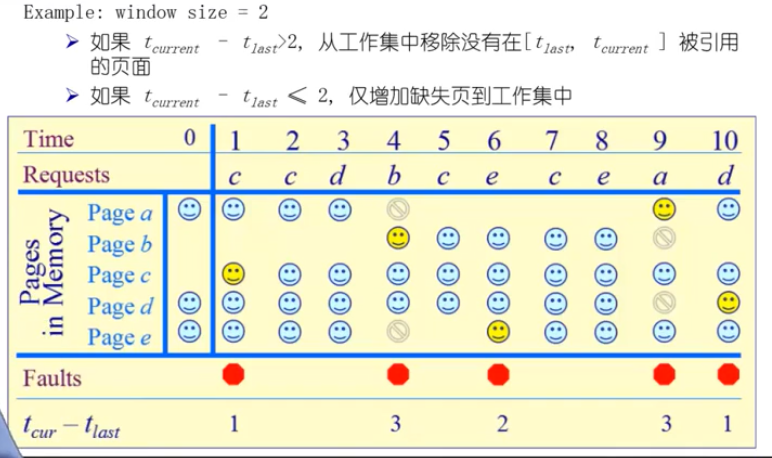 Example: window size = 2
➤ 如果 tcurrent - tlast>2, 从工作集中移除没有在[tlast, tcurrent ] 被引用
的页面
➤ 如果 tcurrent - tlast ⩽ 2, 仅增加缺失页到工作集中
Time 0 1 2 3 4 5 6 7 8 9 10
Requests c c d b c e c e a d
Pages in Memory
Page a
Page b
Page c
Page d
Page e
Faults
tcur – tlast 1 3 2 3 1